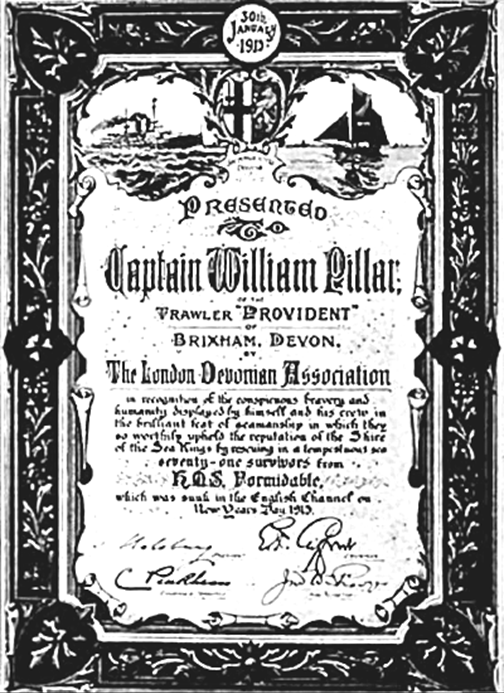 30th
January
1915.
Presented
Captain William Pillar,
of the
Trawler "Provident"
of
Brixham, Devon.
by
The London Devonian Association
in recognition of the conspicuous bravery and
humanity displayed by himself and his crew in
the brilliant feat of seamanship in which they
so worthily upheld the reputation of the Shire
of the Sea Kings by rescuing in a tempestuous sea
seventy-one survivors from
H.M.S. Formidable,
which was sunk in the English Channel on
New Years Day 1915.